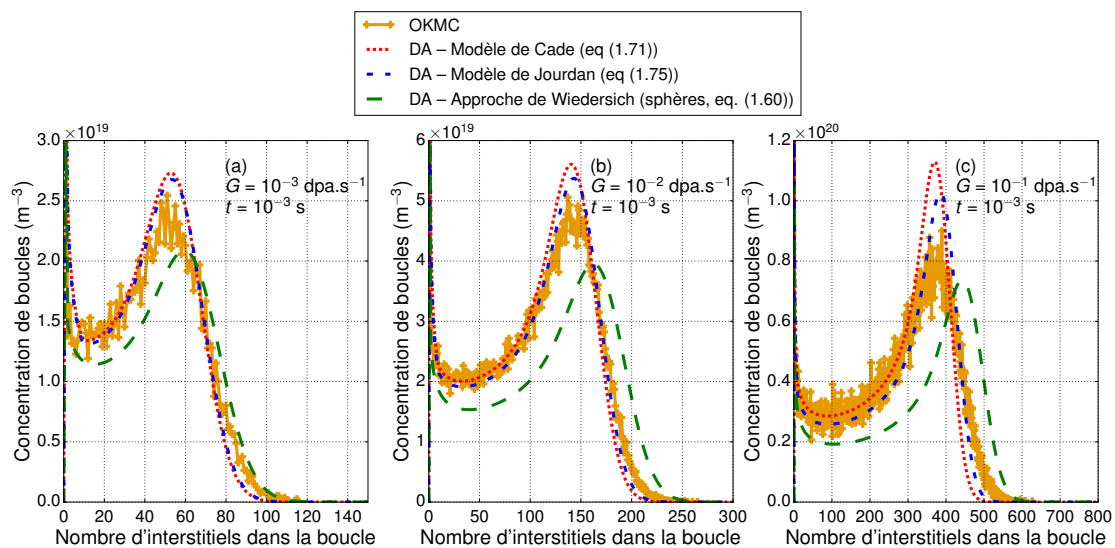 OKMC
DA – Modèle de Cade (eq (1.71))
DA – Modèle de Jourdan (eq (1.75))
DA – Approche de Wiedersich (sphères, eq. (1.60))
×10¹⁹
3.0
2.5
2.0
1.5
1.0
0.5
0.0
Concentration de boucles (m⁻³)
(a)
G = 10⁻³ dpa.s⁻¹
t = 10⁻³ s
0 20 40 60 80 100 120 140
Nombre d'interstitiels dans la boucle
×10¹⁹
6
5
4
3
2
1
0
Concentration de boucles (m⁻³)
(b)
G = 10⁻² dpa.s⁻¹
t = 10⁻³ s
0 50 100 150 200 250 300
Nombre d'interstitiels dans la boucle
×10²⁰
1.2
1.0
0.8
0.6
0.4
0.2
0.0
Concentration de boucles (m⁻³)
(c)
G = 10⁻¹ dpa.s⁻¹
t = 10⁻³ s
0 100 200 300 400 500 600 700 800
Nombre d'interstitiels dans la boucle